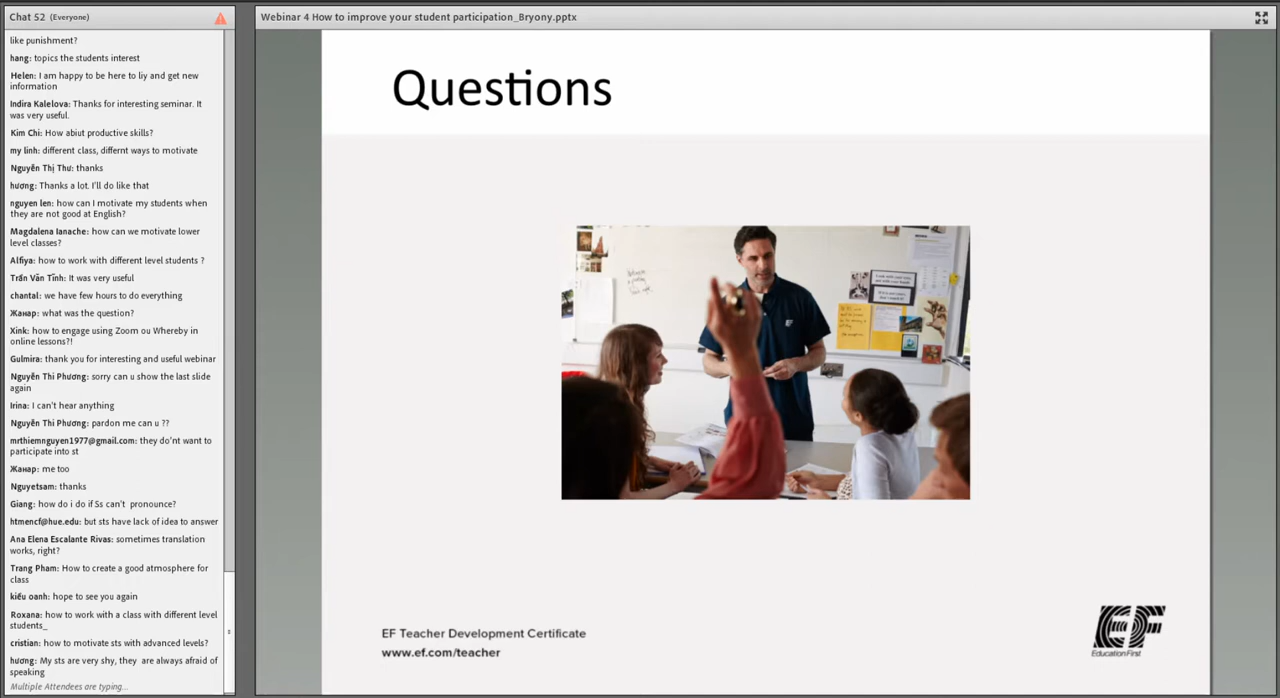 Chat 52 (Everyone)
like punishment?
hang: topics the students interest
Helen: I am happy to be here to liy and get new
information
Indira Kalelova: Thanks for interesting seminar. It
was very useful.
Kim Chi: How abiut productive skills?
my linh: different class, differnt ways to motivate
Nguyễn Thị Thư: thanks
hương: Thanks a lot. I'll do like that
nguyen len: how can I motivate my students when
they are not good at English?
Magdalena Ianache: how can we motivate lower
level classes?
Alfiya: how to work with different level students ?
Trần Văn Tĩnh: It was very useful
chantal: we have few hours to do everything
Жанар: what was the question?
Xink: how to engage using Zoom ou Whereby in
online lessons?!
Gulmira: thank you for interesting and useful webinar
Nguyễn Thi Phương: sorry can u show the last slide
again
Irina: I can't hear anything
Nguyễn Thi Phương: pardon me can u ??
mrthiemnguyen1977@gmail.com: they do'nt want to
participate into st
Жанар: me too
Nguyetsam: thanks
Giang: how do i do if Ss can't pronounce?
htmencf@hue.edu: but sts have lack of idea to answer
Ana Elena Escalante Rivas: sometimes translation
works, right?
Trang Pham: How to create a good atmosphere for
class
kiều oanh: hope to see you again
Roxana: how to work with a class with different level
students_
cristian: how to motivate sts with advanced levels?
hương: My sts are very shy, they are always afraid of
speaking
Multiple Attendees are typing...
Webinar 4 How to improve your student participation_Bryony.pptx
Questions
EF Teacher Development Certificate
www.ef.com/teacher
EF
Education First